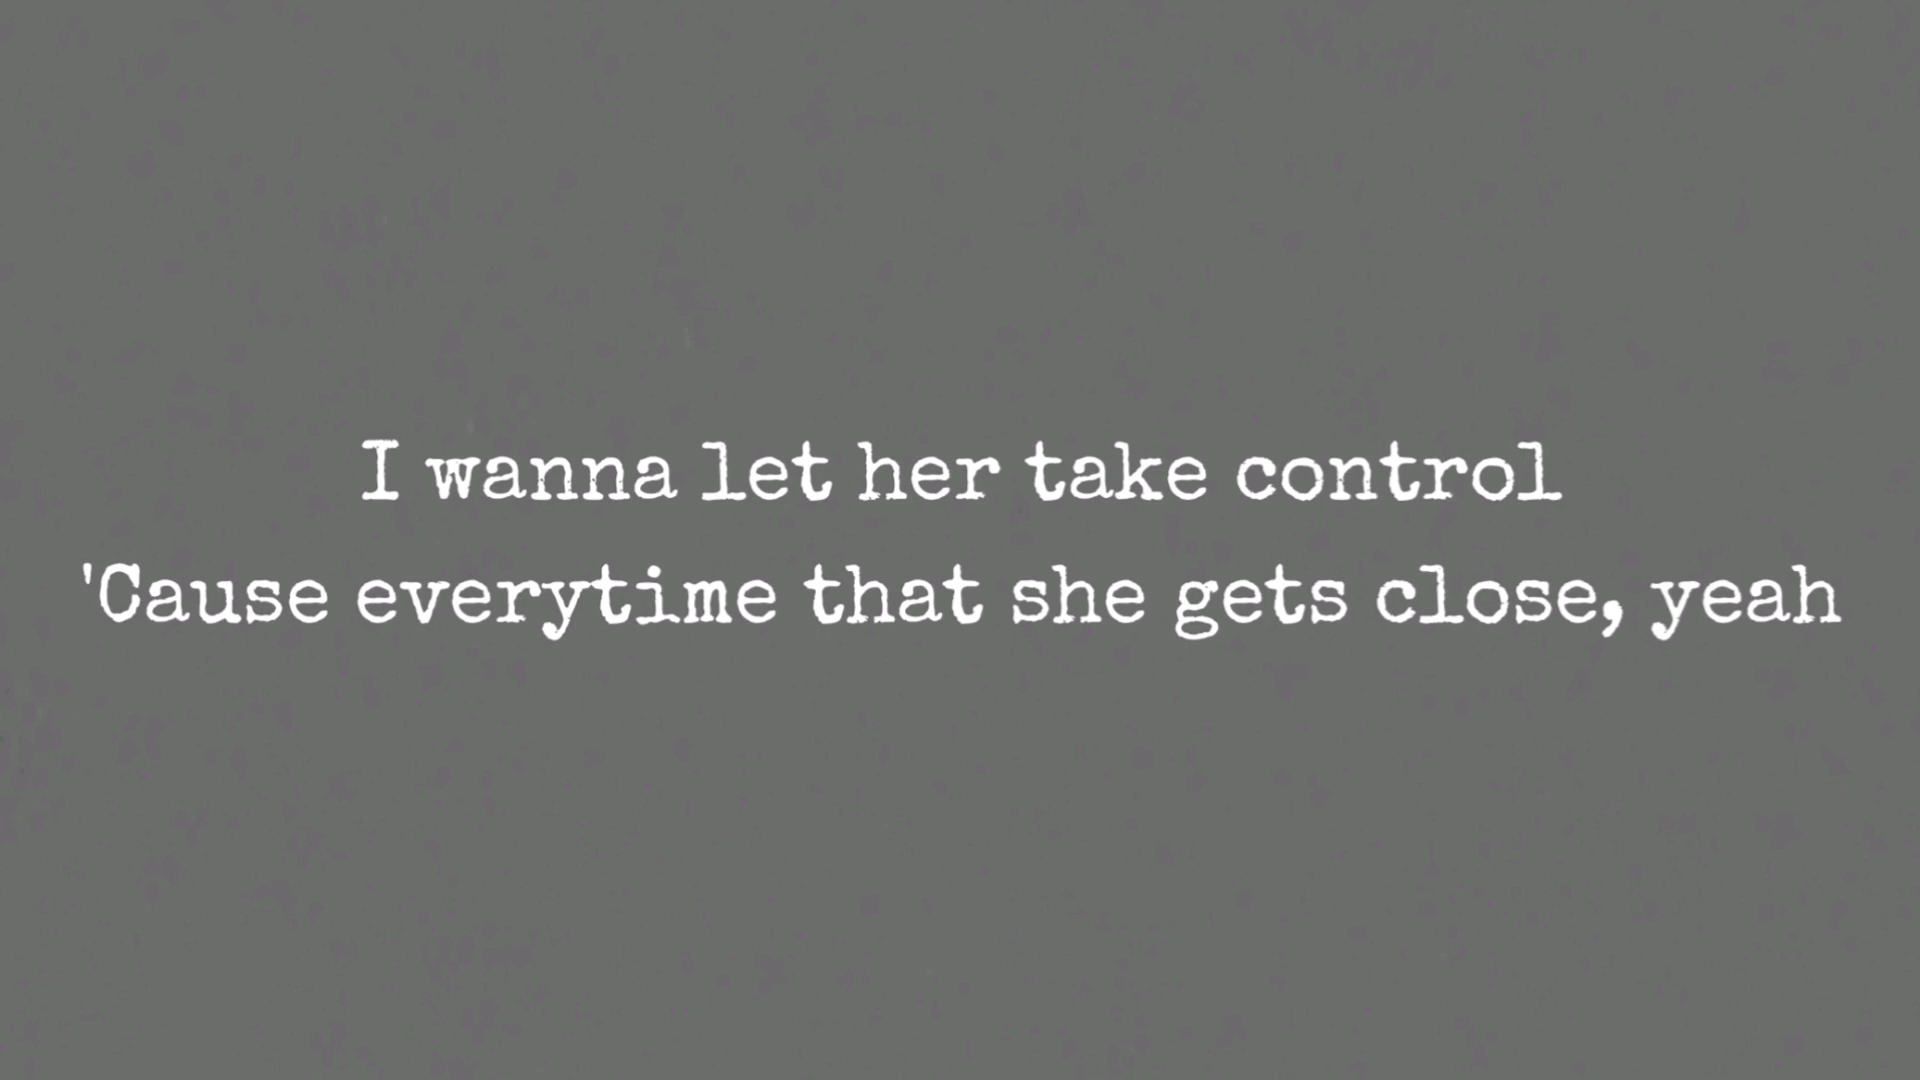 I wanna let her take control
'Cause everytime that she gets close, yeah